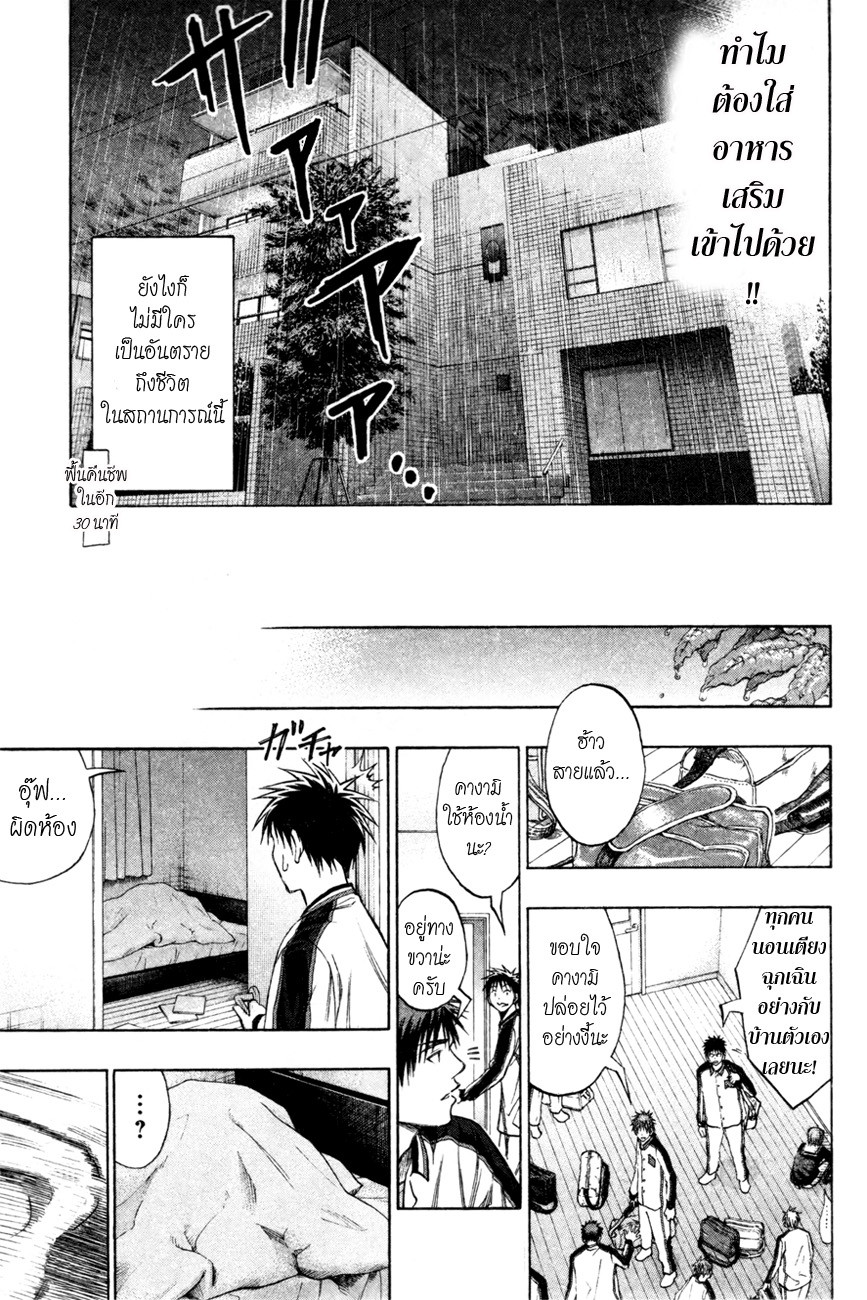 ทำไม
ต้องใส่
อาหาร
เสริม
เข้าไปด้วย
!!
ザァァァァ…
ยังไงก็
ไม่มีใคร
เป็นอันตราย
ถึงชีวิต
ในสถานการณ์นี้
ฟื้นคืนชีพ
ในอีก
30 นาที
ฮ้าว
สายแล้ว...
ทุกคน
นอนเตียง
ฉุกเฉิน
อย่างกับ
บ้านตัวเอง
เลยนะ!
ขอบใจ
คางามิ
ปล่อยไว้
อย่างงี้นะ
......
คางามิ
ใช้ห้องน้ำ
นะ?
อยู่ทาง
ขวาน่ะ
ครับ
ガチャ
อุ๊ฟ...
ผิดห้อง
...?